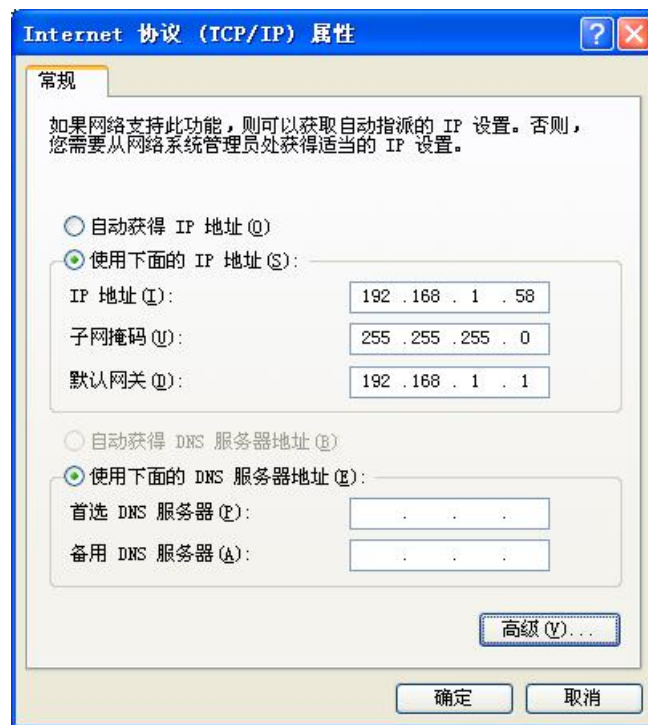 Internet 协议 (TCP/IP) 属性
常规
如果网络支持此功能,则可以获取自动指派的 IP 设置。否则,
您需要从网络系统管理员处获得适当的 IP 设置。
自动获得 IP 地址(O)
使用下面的 IP 地址(S):
IP 地址(I): 192 .168 . 1 . 58
子网掩码(U): 255 .255 .255 . 0
默认网关(D): 192 .168 . 1 . 1
自动获得 DNS 服务器地址(B)
使用下面的 DNS 服务器地址(E):
首选 DNS 服务器(P): . . .
备用 DNS 服务器(A): . . .
高级(V)...
确定 取消